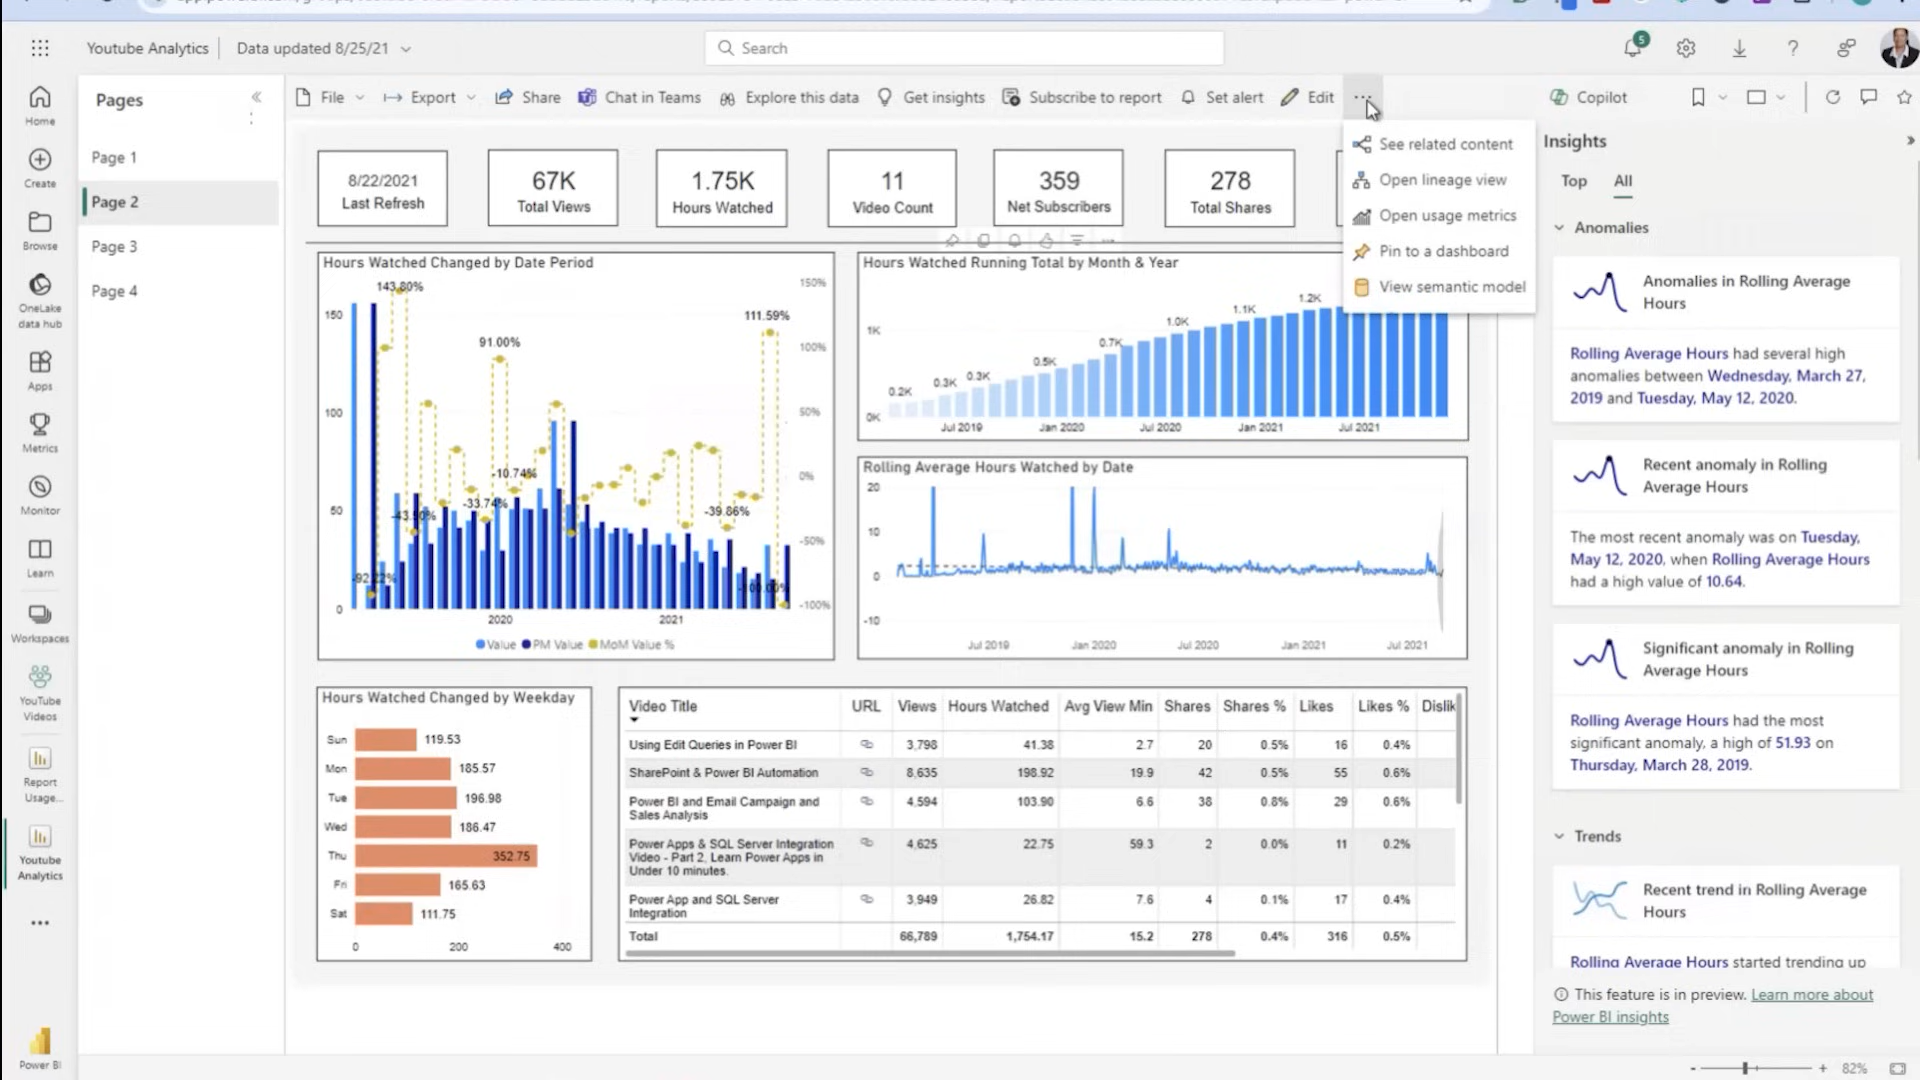 Youtube Analytics
Data updated 8/25/21
Search
5
Home
Create
Browse
OneLake
data hub
Apps
Metrics
Monitor
Learn
Workspaces
YouTube
Videos
Report
Usage...
Youtube
Analytics
Power BI
Pages
Page 1
Page 2
Page 3
Page 4
File
Export
Share
Chat in Teams
Explore this data
Get insights
Subscribe to report
Set alert
Edit
Copilot
See related content
Open lineage view
Open usage metrics
Pin to a dashboard
View semantic model
8/22/2021
Last Refresh
67K
Total Views
1.75K
Hours Watched
11
Video Count
359
Net Subscribers
278
Total Shares
Hours Watched Changed by Date Period
143.80%
150
150%
111.59%
91.00%
100%
100
50%
-10.74%
0%
-33.74%
-43.50%
-39.86%
50
-50%
-100.00%
0
-100%
2020
2021
Value
PM Value
MoM Value %
Hours Watched Running Total by Month & Year
1K
0K
0.2K
0.3K
0.3K
0.5K
0.7K
1.0K
1.1K
1.2K
Jul 2019
Jan 2020
Jul 2020
Jan 2021
Jul 2021
Rolling Average Hours Watched by Date
20
10
0
-10
Jul 2019
Jan 2020
Jul 2020
Jan 2021
Jul 2021
Hours Watched Changed by Weekday
Sun 119.53
Mon 185.57
Tue 196.98
Wed 186.47
Thu 352.75
Fri 165.63
Sat 111.75
0 200 400
Video Title URL Views Hours Watched Avg View Min Shares Shares % Likes Likes % Dislik
Using Edit Queries in Power BI 3,798 41.38 2.7 20 0.5% 16 0.4%
SharePoint & Power BI Automation 8,635 198.92 19.9 42 0.5% 55 0.6%
Power BI and Email Campaign and 4,594 103.90 6.6 38 0.8% 29 0.6%
Sales Analysis
Power Apps & SQL Server Integration 4,625 22.75 59.3 2 0.0% 11 0.2%
Video - Part 2, Learn Power Apps in
Under 10 minutes.
Power App and SQL Server 3,949 26.82 7.6 4 0.1% 17 0.4%
Integration
Total 66,789 1,754.17 15.2 278 0.4% 316 0.5%
Insights
Top
All
Anomalies
Anomalies in Rolling Average
Hours
Rolling Average Hours had several high
anomalies between Wednesday, March 27,
2019 and Tuesday, May 12, 2020.
Recent anomaly in Rolling
Average Hours
The most recent anomaly was on Tuesday,
May 12, 2020, when Rolling Average Hours
had a high value of 10.64.
Significant anomaly in Rolling
Average Hours
Rolling Average Hours had the most
significant anomaly, a high of 51.93 on
Thursday, March 28, 2019.
Trends
Recent trend in Rolling Average
Hours
Rolling Average Hours started trending up
This feature is in preview. Learn more about
Power BI insights
82%